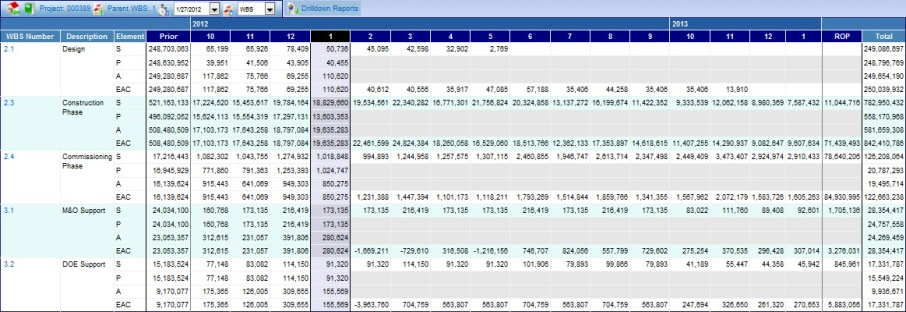 Project: 000389 Parent WBS: 1 1/27/2012 WBS Drilldown Reports
2012 2013
WBS Number Description Element Prior 10 11 12 1 2 3 4 5 6 7 8 9 10 11 12 1 ROP Total
2.1 Design S 248,703,063 65,199 65,926 78,409 50,736 45,095 42,598 32,902 2,769 249,086,697
P 248,630,952 39,951 41,506 43,905 40,455 248,796,769
A 249,280,687 117,862 75,766 69,255 110,620 249,654,190
EAC 249,280,687 117,862 75,766 69,255 110,620 40,612 40,556 35,917 47,085 57,188 35,406 44,258 35,406 35,406 13,910 250,039,932
2.3 Construction Phase S 521,163,133 17,224,520 15,453,617 19,784,164 18,829,660 19,534,561 22,340,282 16,771,301 21,756,824 20,324,858 13,137,272 16,199,674 11,422,352 9,333,539 12,062,158 8,980,369 7,587,432 11,044,716 782,950,432
P 496,092,052 15,624,113 15,554,319 17,297,131 13,603,353 558,170,968
A 508,480,509 17,103,173 17,643,258 18,797,084 19,635,283 581,659,308
EAC 508,480,509 17,103,173 17,643,258 18,797,084 19,635,283 22,461,599 24,824,384 18,260,058 16,529,060 18,513,766 12,362,133 17,353,897 14,618,615 11,407,255 14,290,937 9,082,647 9,607,634 71,439,493 842,410,786
2.4 Commissioning Phase S 17,216,443 1,082,302 1,043,755 1,274,932 1,018,848 994,893 1,244,958 1,257,575 1,307,115 2,460,855 1,946,747 2,613,714 2,347,498 2,449,409 3,473,407 2,924,974 2,910,433 78,640,206 126,208,064
P 16,945,929 771,860 791,363 1,253,393 1,024,747 20,787,293
A 16,139,624 915,443 641,069 949,303 850,275 19,495,714
EAC 16,139,624 915,443 641,069 949,303 850,275 1,231,388 1,447,394 1,101,173 1,118,211 1,793,269 1,514,844 1,859,766 1,341,355 1,567,962 2,072,179 1,583,726 1,605,263 84,930,995 122,663,238
3.1 M&O Support S 24,034,100 160,768 173,135 216,419 173,135 173,135 216,419 173,135 216,419 173,135 173,135 216,419 173,135 83,022 111,760 89,408 92,601 1,705,136 28,354,417
P 24,034,100 160,768 173,135 216,419 173,135 24,757,558
A 23,053,357 312,615 231,057 391,806 280,624 24,269,459
EAC 23,053,357 312,615 231,057 391,806 280,624 -1,669,211 -729,610 316,508 -1,216,156 746,707 824,056 557,799 729,602 275,254 370,535 296,428 307,014 3,276,031 28,354,417
3.2 DOE Support S 15,183,524 77,148 83,092 114,150 91,320 91,320 114,150 91,320 91,320 101,906 79,893 99,866 79,893 41,189 55,447 44,358 45,942 845,961 17,331,787
P 15,183,524 77,148 83,092 114,150 91,320 15,549,224
A 9,170,077 175,365 126,005 309,655 155,569 9,936,671
EAC 9,170,077 175,365 126,005 309,655 155,569 -3,963,760 704,759 563,807 704,759 563,807 563,807 704,759 563,807 247,694 326,650 261,320 270,653 5,883,056 17,331,787